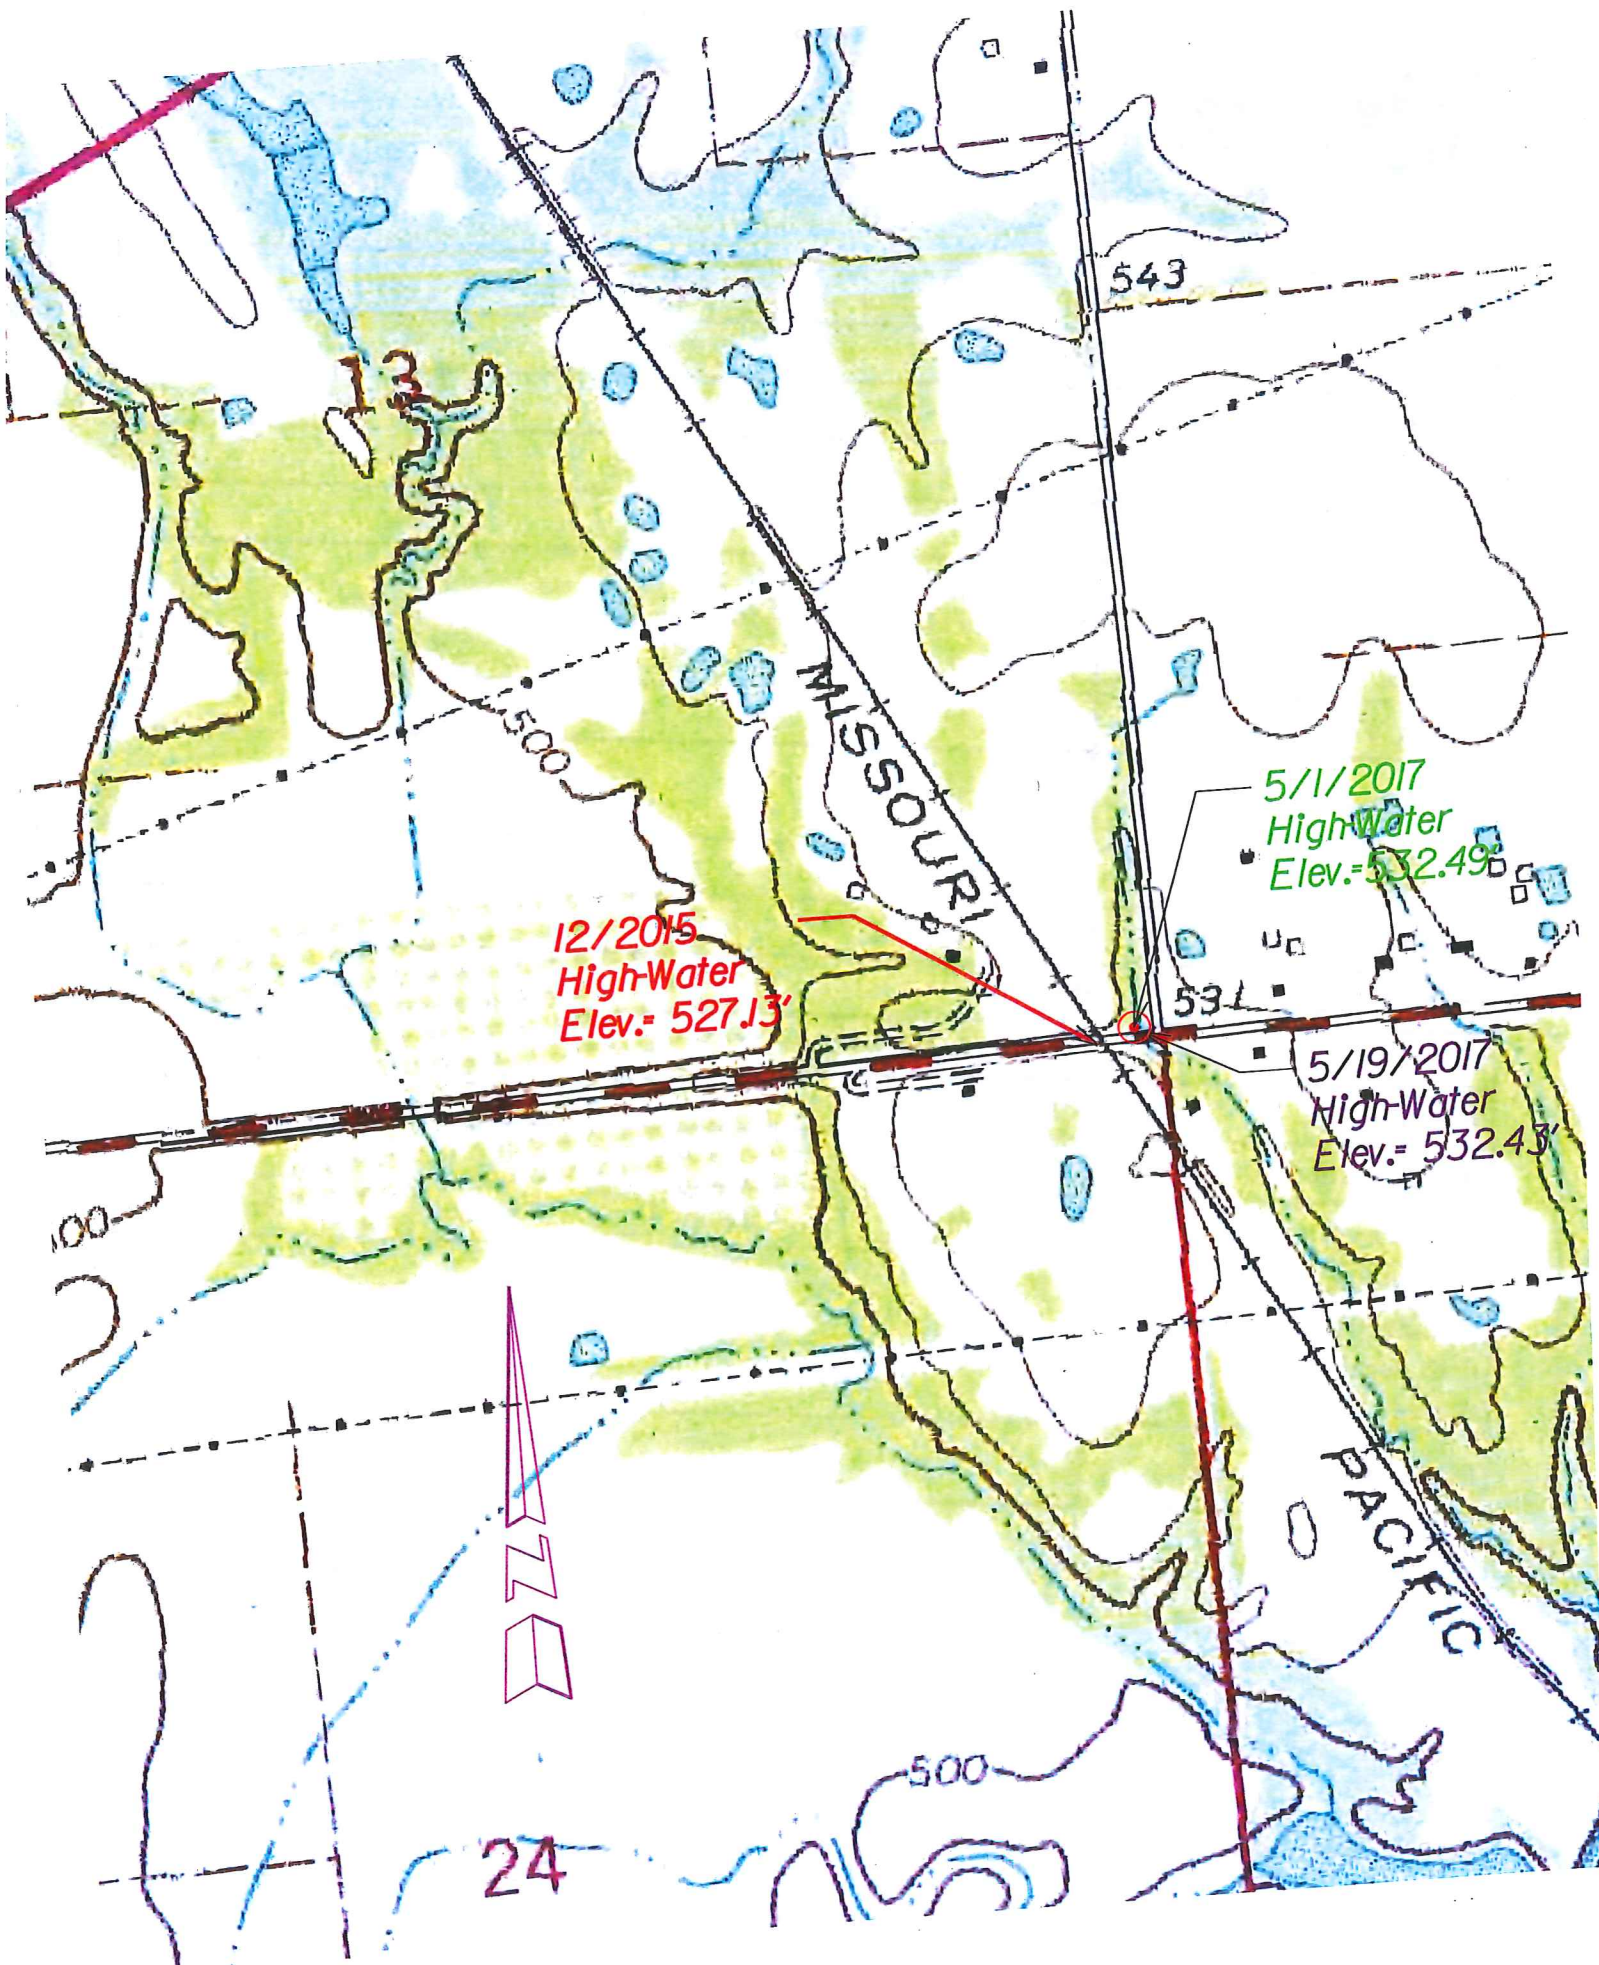 543
13
MISSOURI
500
5/1/2017
High-Water
Elev.=532.49'
12/2015
High-Water
Elev.= 527.13'
531
5/19/2017
High-Water
Elev.= 532.43'
00
N
PACIFIC
500
24